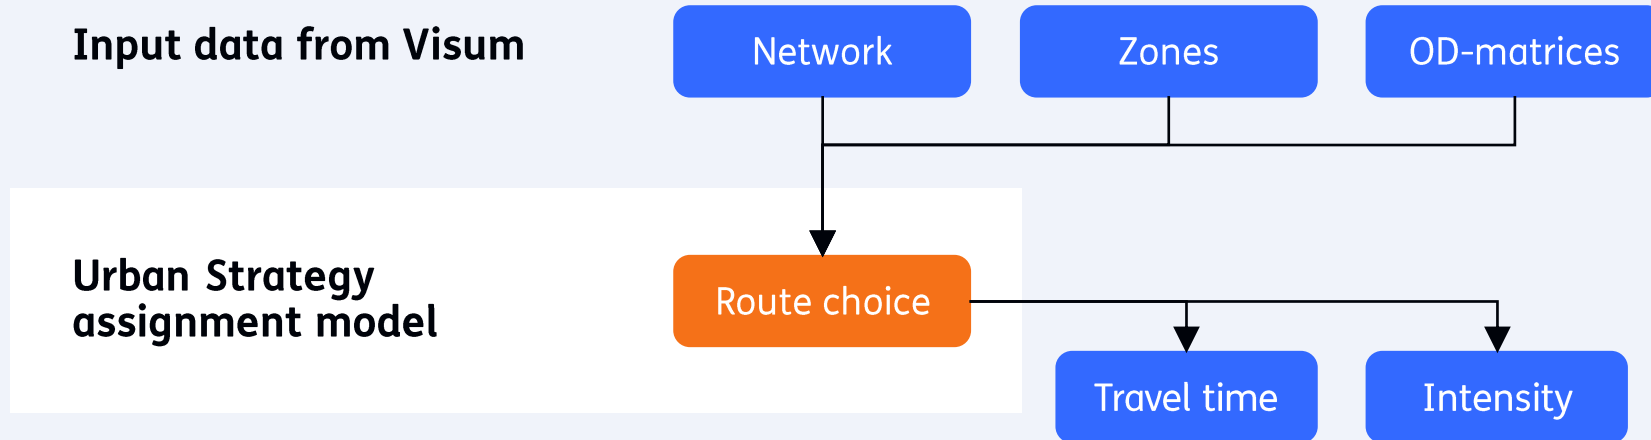 Input data from Visum
Network
Zones
OD-matrices
Urban Strategy
assignment model
Route choice
Travel time
Intensity